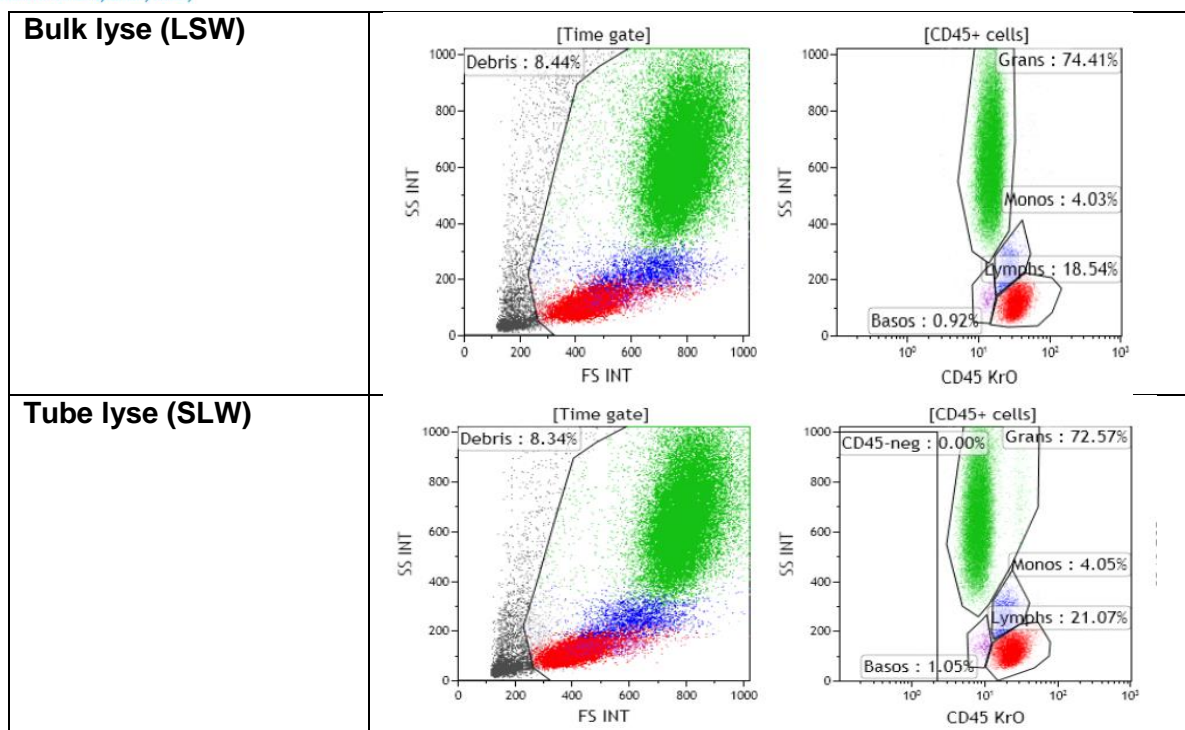 Bulk lyse (LSW)
[Time gate]
Debris : 8.44%
1000
800
600
400
200
0
SS INT
0 200 400 600 800 1000
FS INT
[CD45+ cells]
Grans : 74.41%
Monos : 4.03%
Lymphs : 18.54%
Basos : 0.92%
1000
800
600
400
200
0
SS INT
10⁰ 10¹ 10² 10³
CD45 KrO
Tube lyse (SLW)
[Time gate]
Debris : 8.34%
1000
800
600
400
200
0
SS INT
0 200 400 600 800 1000
FS INT
[CD45+ cells]
CD45-neg : 0.00%
Grans : 72.57%
Monos : 4.05%
Lymphs : 21.07%
Basos : 1.05%
1000
800
600
400
200
0
SS INT
10⁰ 10¹ 10² 10³
CD45 KrO